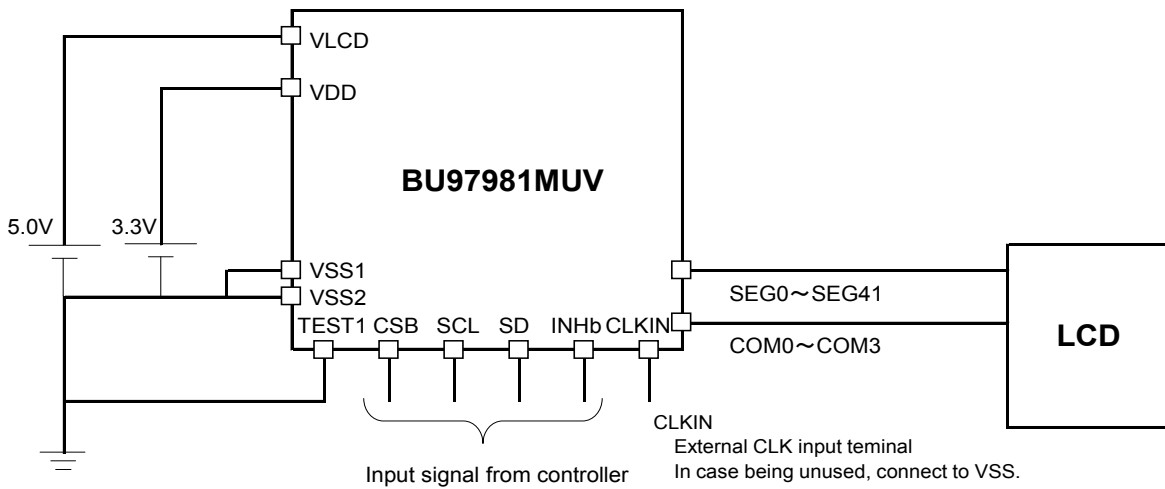 VLCD
VDD
BU97981MUV
5.0V
3.3V
VSS1
VSS2
SEG0～SEG41
TEST1 CSB SCL SD INHb CLKIN
COM0～COM3
LCD
CLKIN
External CLK input teminal
In case being unused, connect to VSS.
Input signal from controller